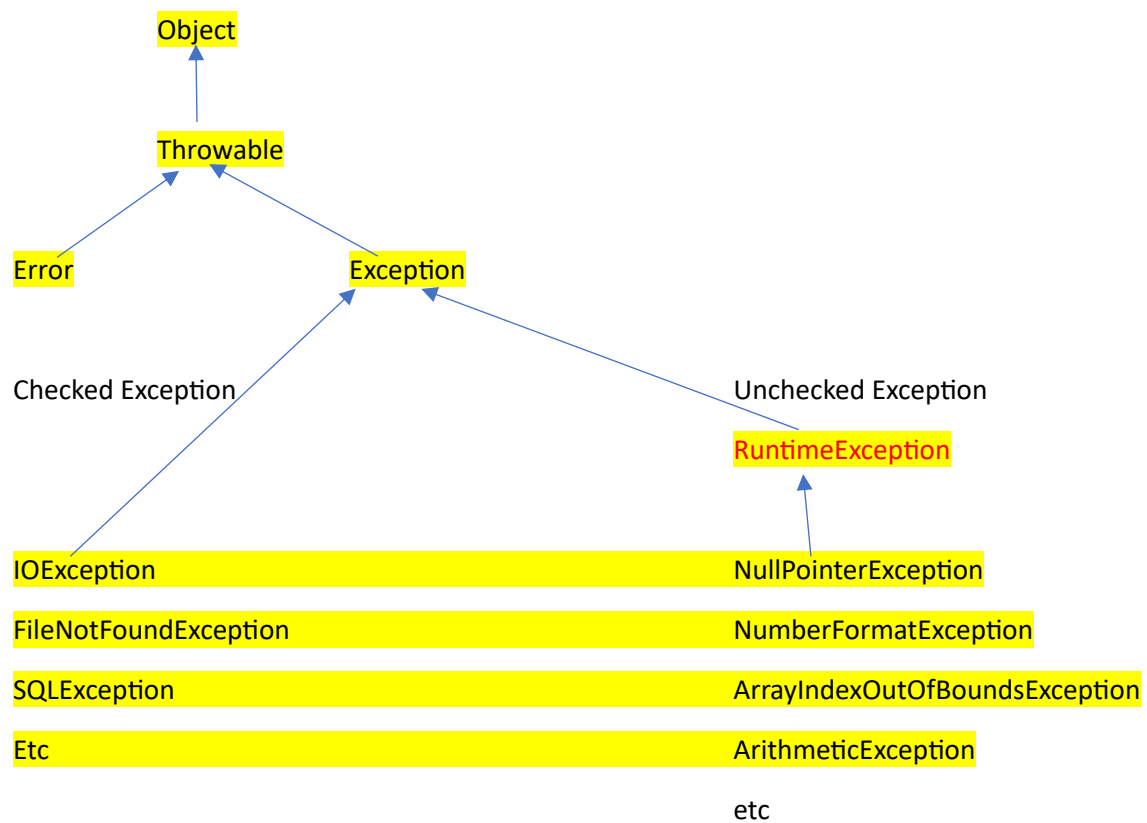 Object
Throwable
Error Exception
Checked Exception Unchecked Exception
RuntimeException
IOException NullPointerException
FileNotFoundException NumberFormatException
SQLException ArrayIndexOutOfBoundsException
Etc ArithmeticException
etc